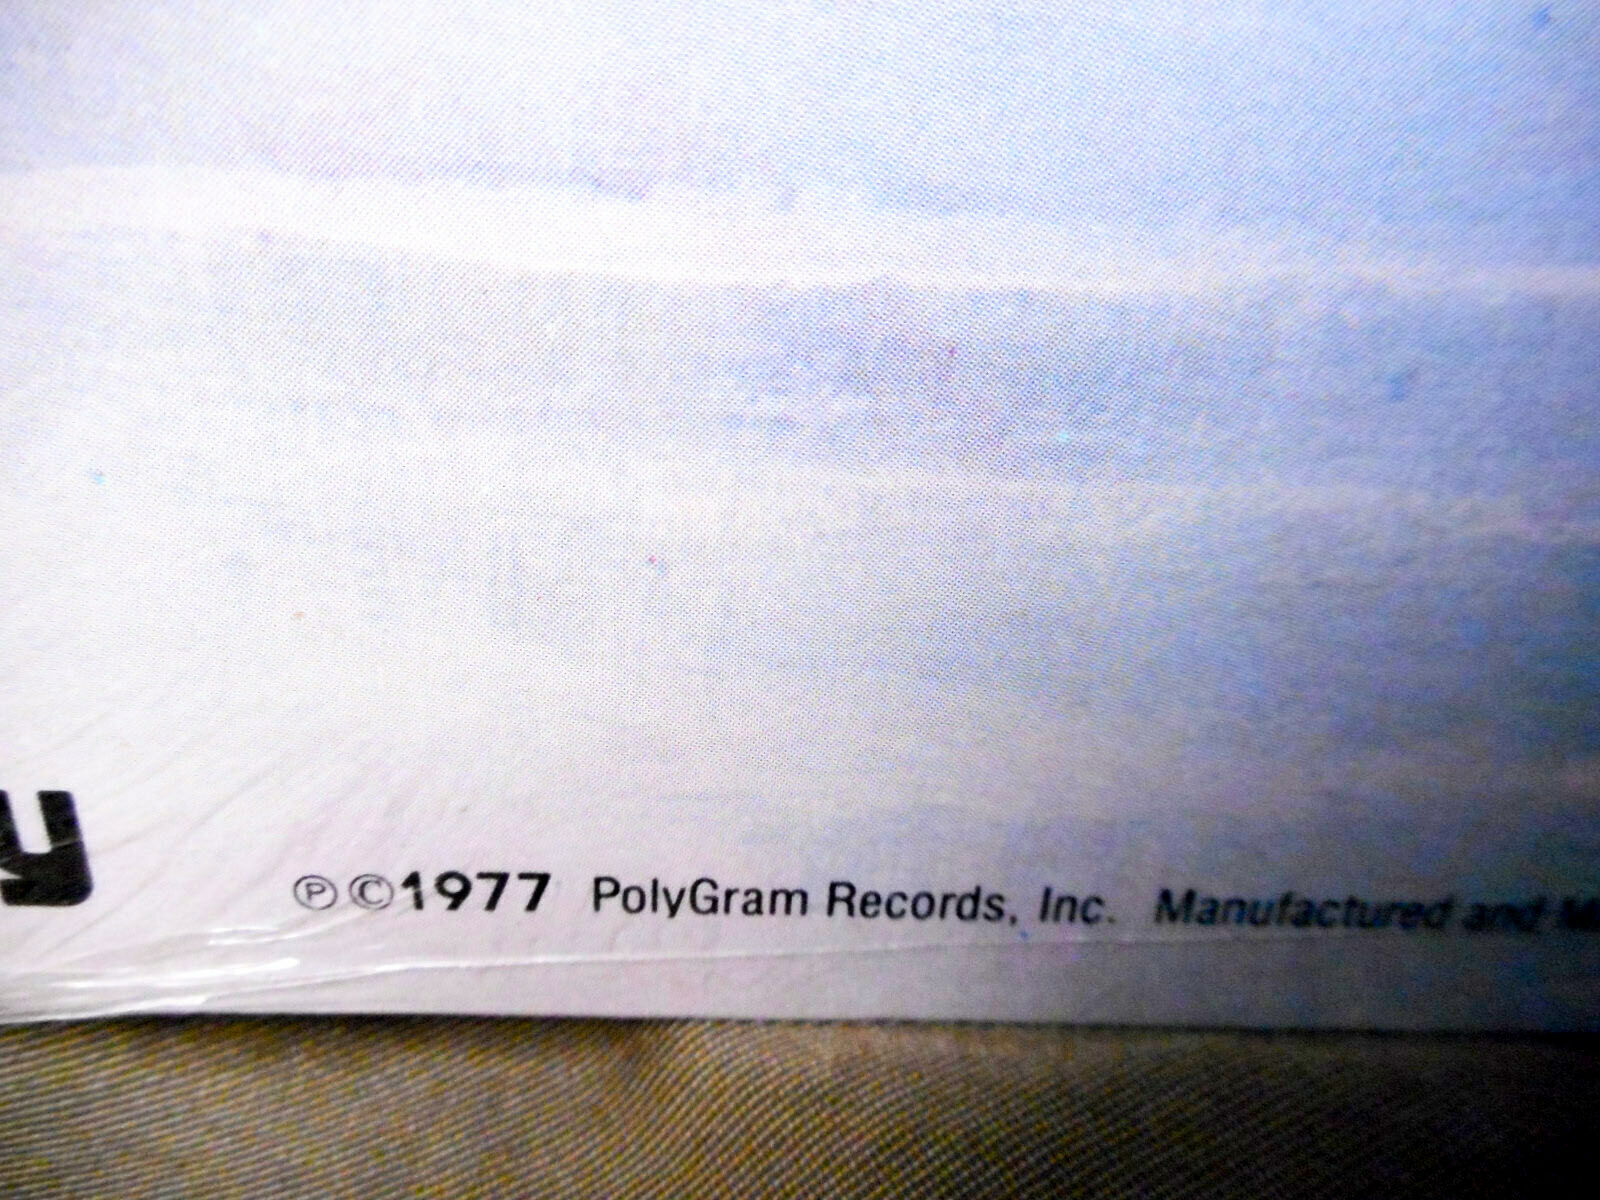 ℗ ©1977 PolyGram Records, Inc. Manufactured and